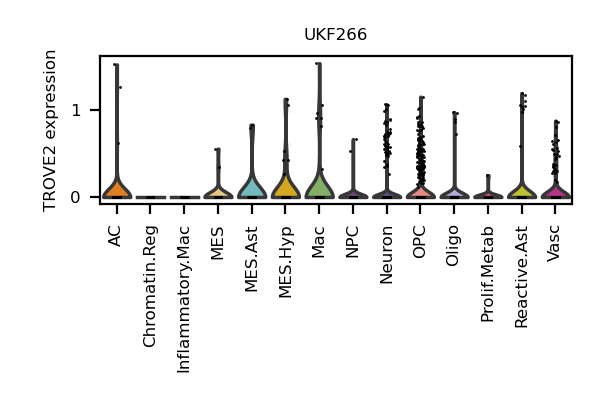 UKF266
TROVE2 expression
1
0
AC
Chromatin.Reg
Inflammatory.Mac
MES
MES.Ast
MES.Hyp
Mac
NPC
Neuron
OPC
Oligo
Prolif.Metab
Reactive.Ast
Vasc